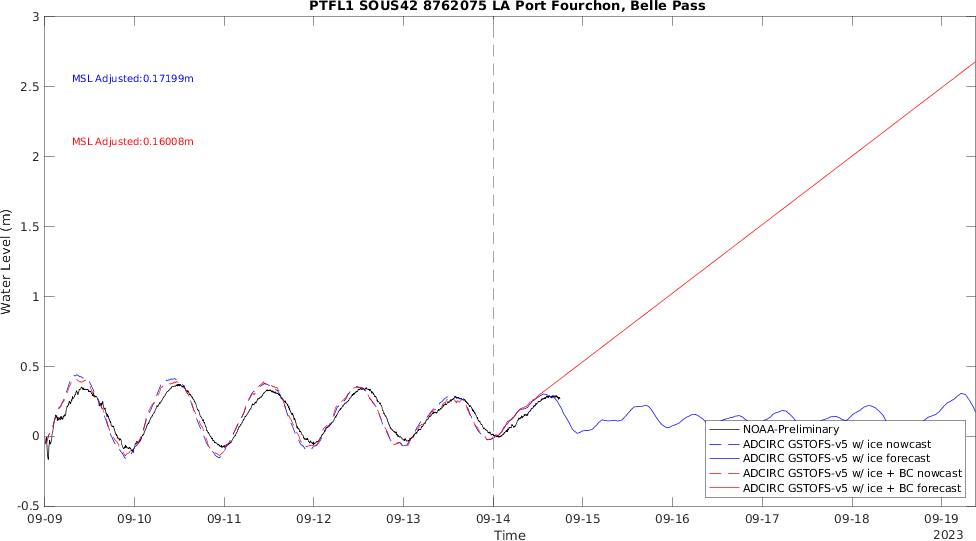 PTFL1 SOUS42 8762075 LA Port Fourchon, Belle Pass
3
2.5
2
1.5
1
0.5
0
-0.5
Water Level (m)
MSL Adjusted:0.17199m
MSL Adjusted:0.16008m
NOAA-Preliminary
ADCIRC GSTOFS-v5 w/ ice nowcast
ADCIRC GSTOFS-v5 w/ ice forecast
ADCIRC GSTOFS-v5 w/ ice + BC nowcast
ADCIRC GSTOFS-v5 w/ ice + BC forecast
09-09 09-10 09-11 09-12 09-13 09-14 09-15 09-16 09-17 09-18 09-19
Time
2023